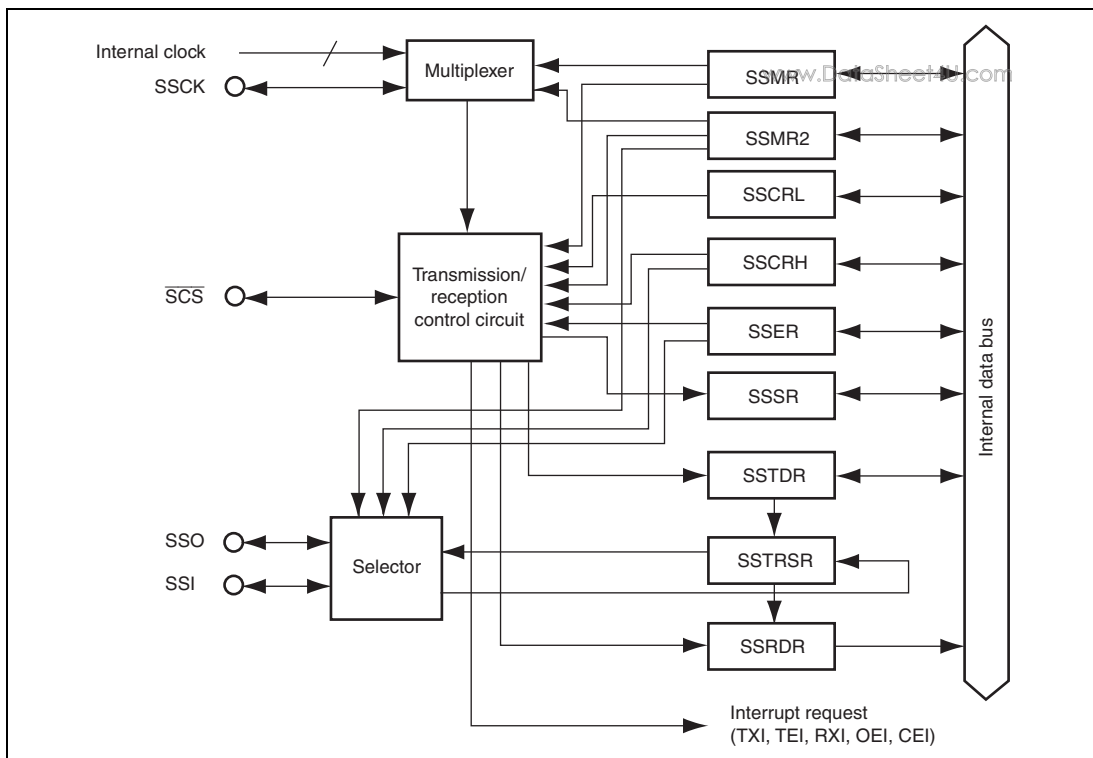 Internal clock
SSCK
Multiplexer
SSMR
www.DataSheet4U.com
SSMR2
SSCRL
SCS
Transmission/
reception
control circuit
SSCRH
SSER
SSSR
Internal data bus
SSTDR
SSO
SSI
Selector
SSTRSR
SSRDR
Interrupt request
(TXI, TEI, RXI, OEI, CEI)